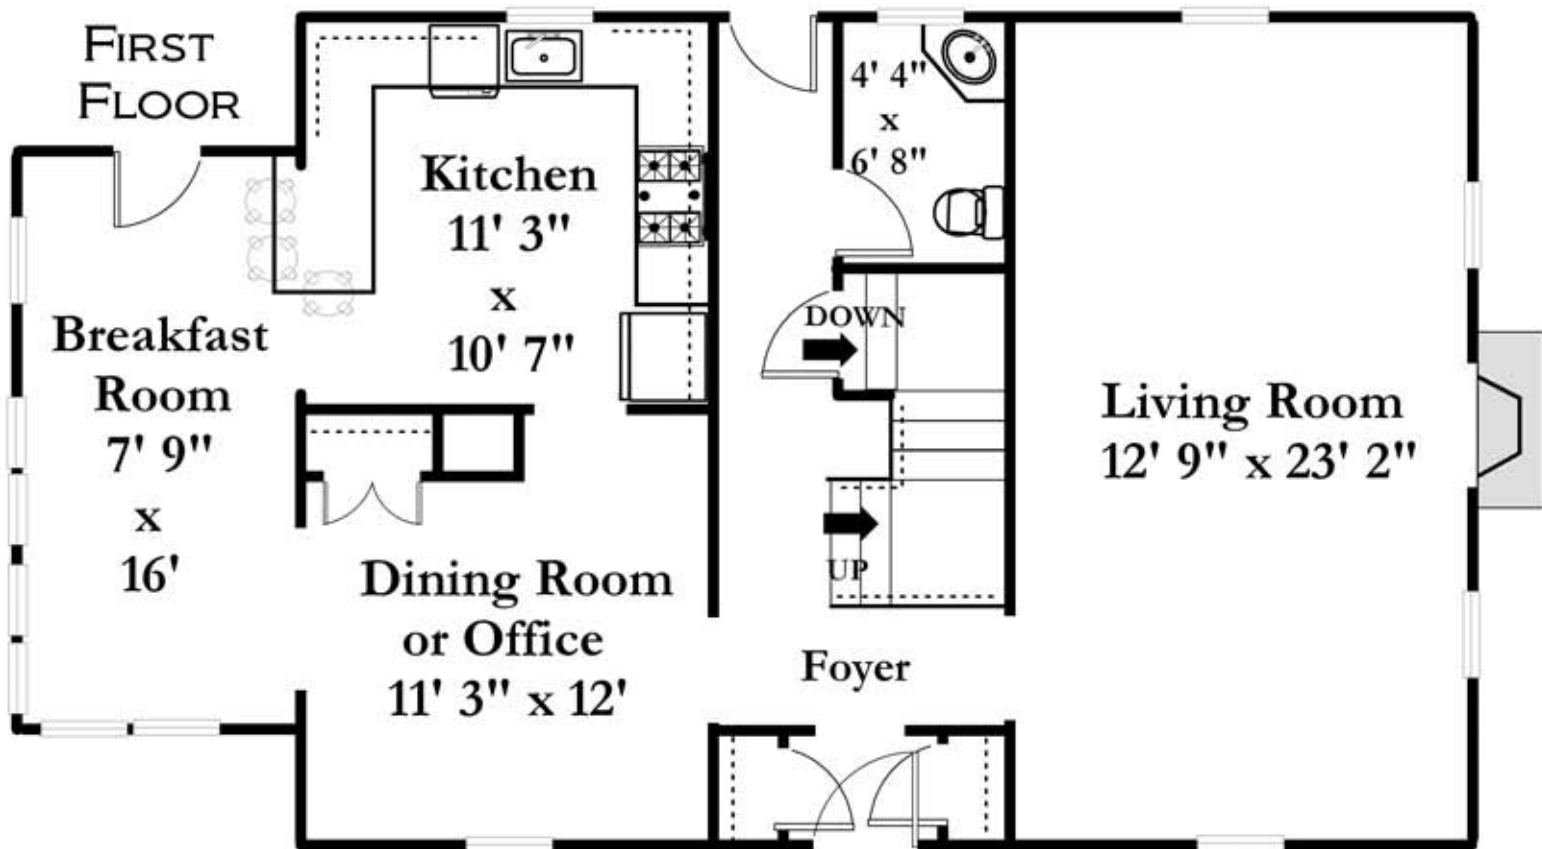 FIRST
FLOOR
Kitchen
11' 3"
x
10' 7"
4' 4"
x
6' 8"
Breakfast
Room
7' 9"
x
16'
DOWN
Living Room
12' 9" x 23' 2"
UP
Dining Room
or Office
11' 3" x 12'
Foyer